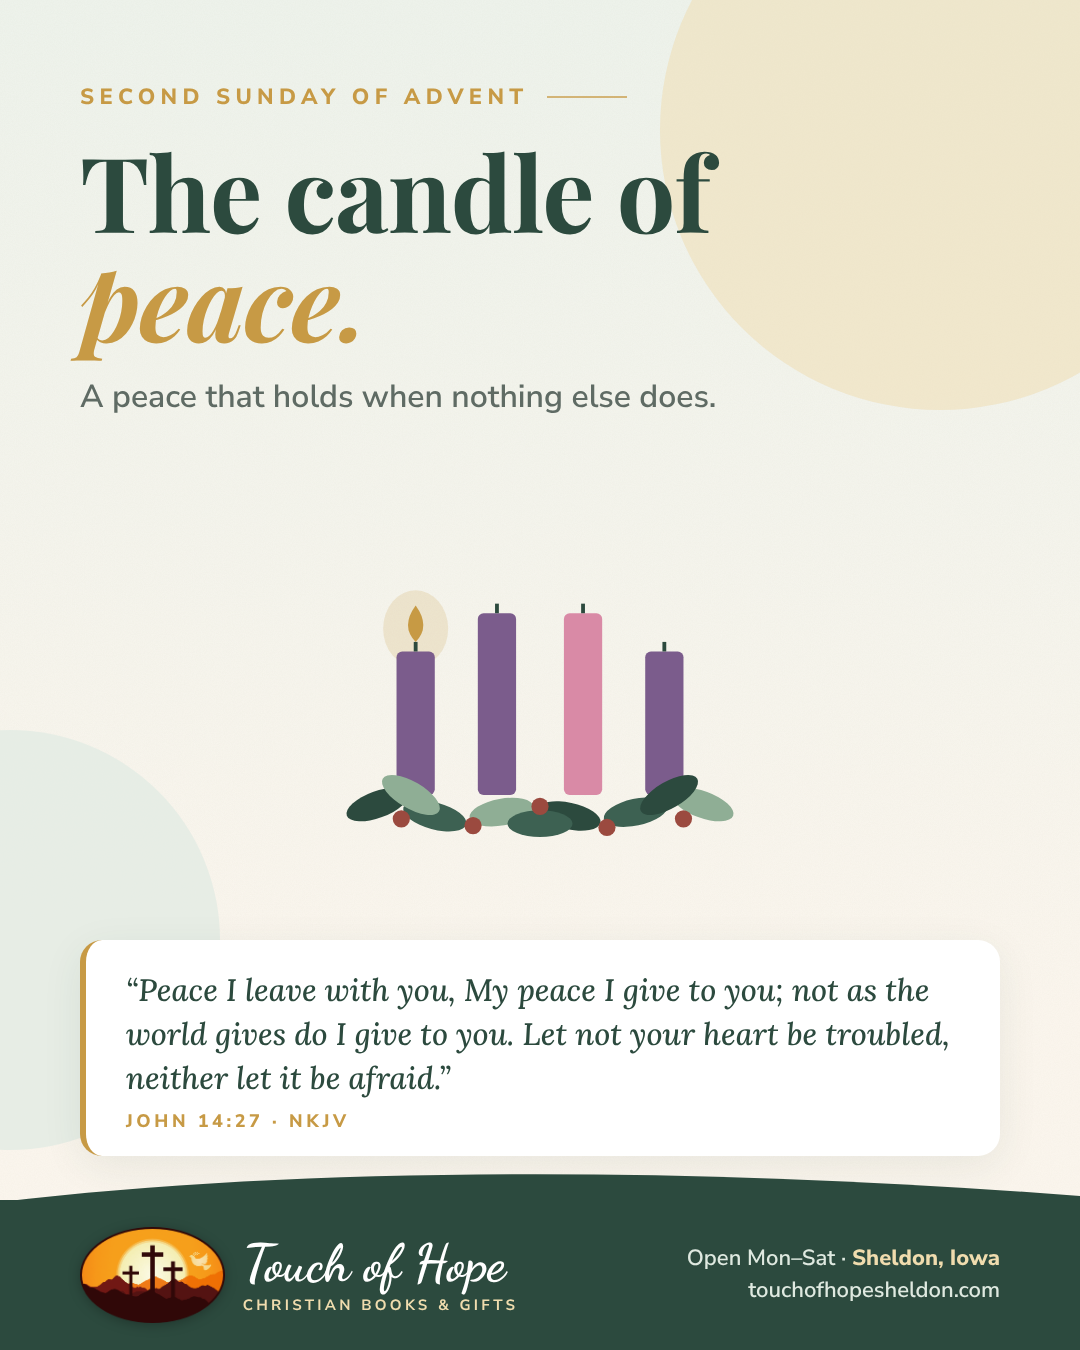 SECOND SUNDAY OF ADVENT
The candle of
peace.
A peace that holds when nothing else does.
“Peace I leave with you, My peace I give to you; not as the
world gives do I give to you. Let not your heart be troubled,
neither let it be afraid.”
JOHN 14:27 · NKJV
Touch of Hope
CHRISTIAN BOOKS & GIFTS
Open Mon–Sat · Sheldon, Iowa
touchofhopesheldon.com